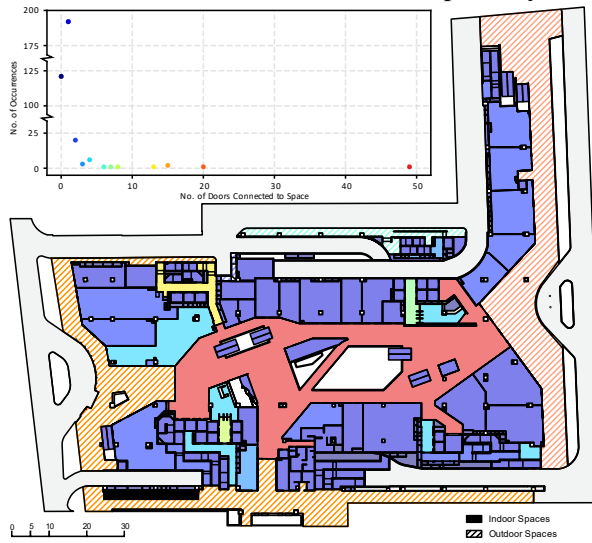 200
175
125
100
25
0
No. of Occurrences
0 10 20 30 40 50
No. of Doors Connected to Space
0 5 10 20 30
Indoor Spaces
Outdoor Spaces